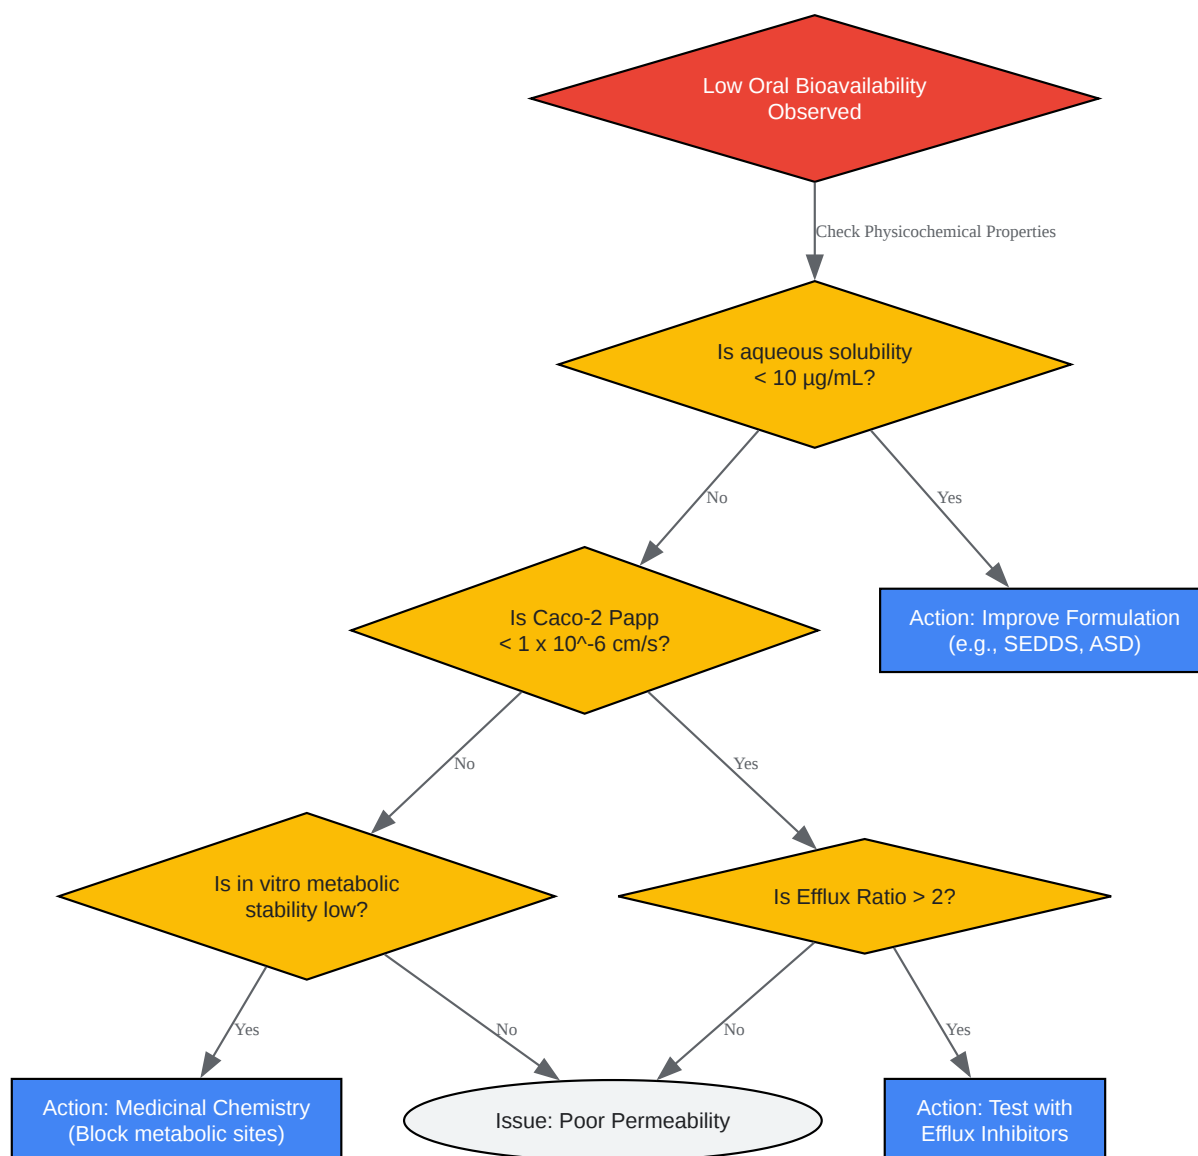 Low Oral Bioavailability
Observed
Check Physicochemical Properties
Is aqueous solubility
< 10 µg/mL?
No
Yes
Is Caco-2 Papp
< 1 x 10^-6 cm/s?
Action: Improve Formulation
(e.g., SEDDS, ASD)
No
Yes
Is in vitro metabolic
stability low?
Is Efflux Ratio > 2?
Yes
No
No
Yes
Action: Medicinal Chemistry
(Block metabolic sites)
Issue: Poor Permeability
Action: Test with
Efflux Inhibitors